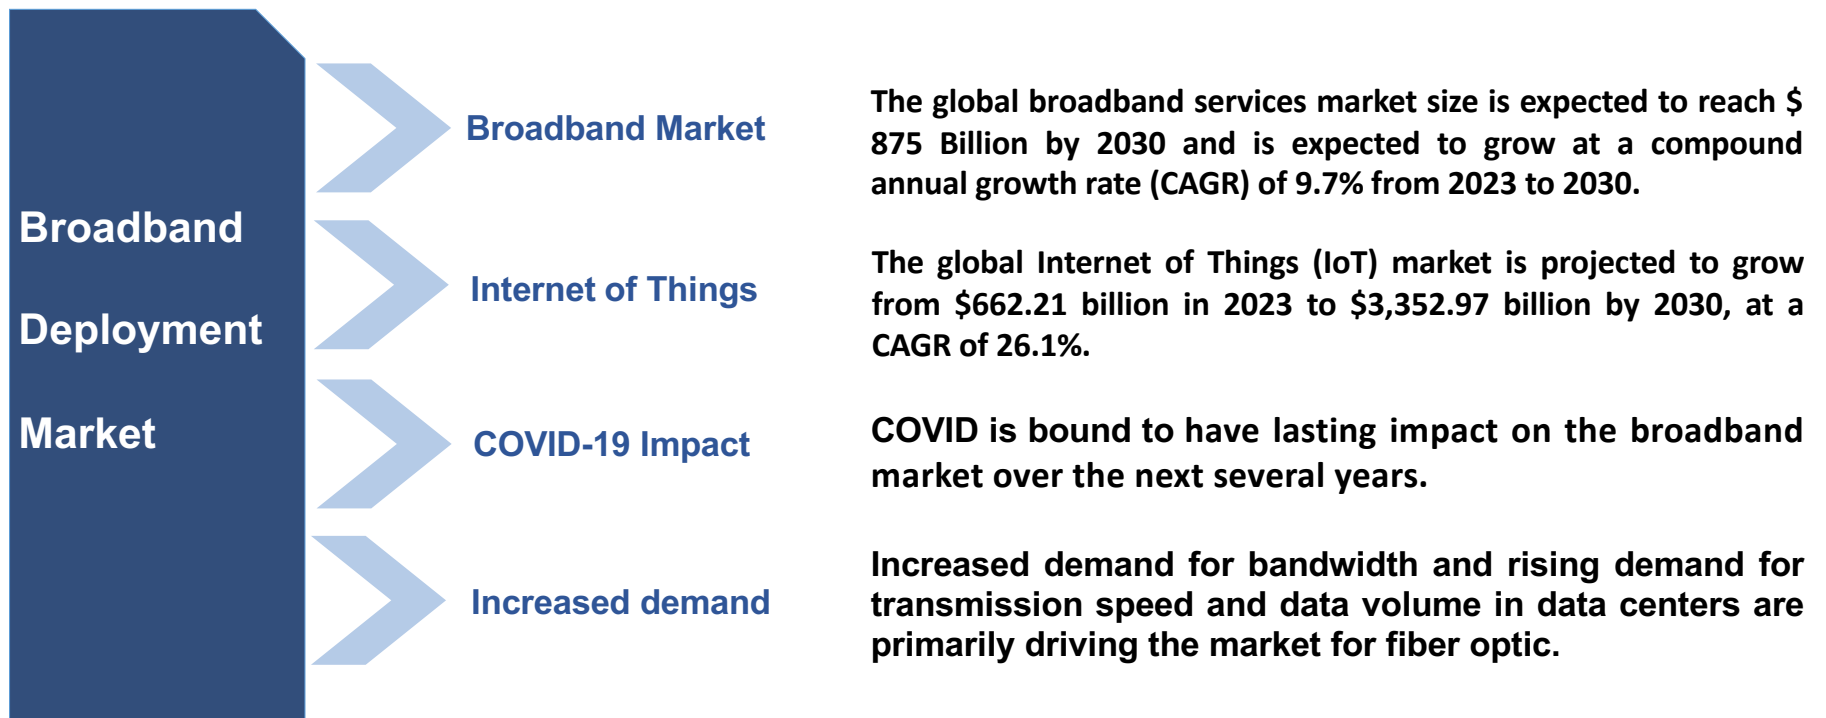 Broadband
Deployment
Market
Broadband Market
The global broadband services market size is expected to reach $
875 Billion by 2030 and is expected to grow at a compound
annual growth rate (CAGR) of 9.7% from 2023 to 2030.
Internet of Things
The global Internet of Things (IoT) market is projected to grow
from $662.21 billion in 2023 to $3,352.97 billion by 2030, at a
CAGR of 26.1%.
COVID-19 Impact
COVID is bound to have lasting impact on the broadband
market over the next several years.
Increased demand
Increased demand for bandwidth and rising demand for
transmission speed and data volume in data centers are
primarily driving the market for fiber optic.